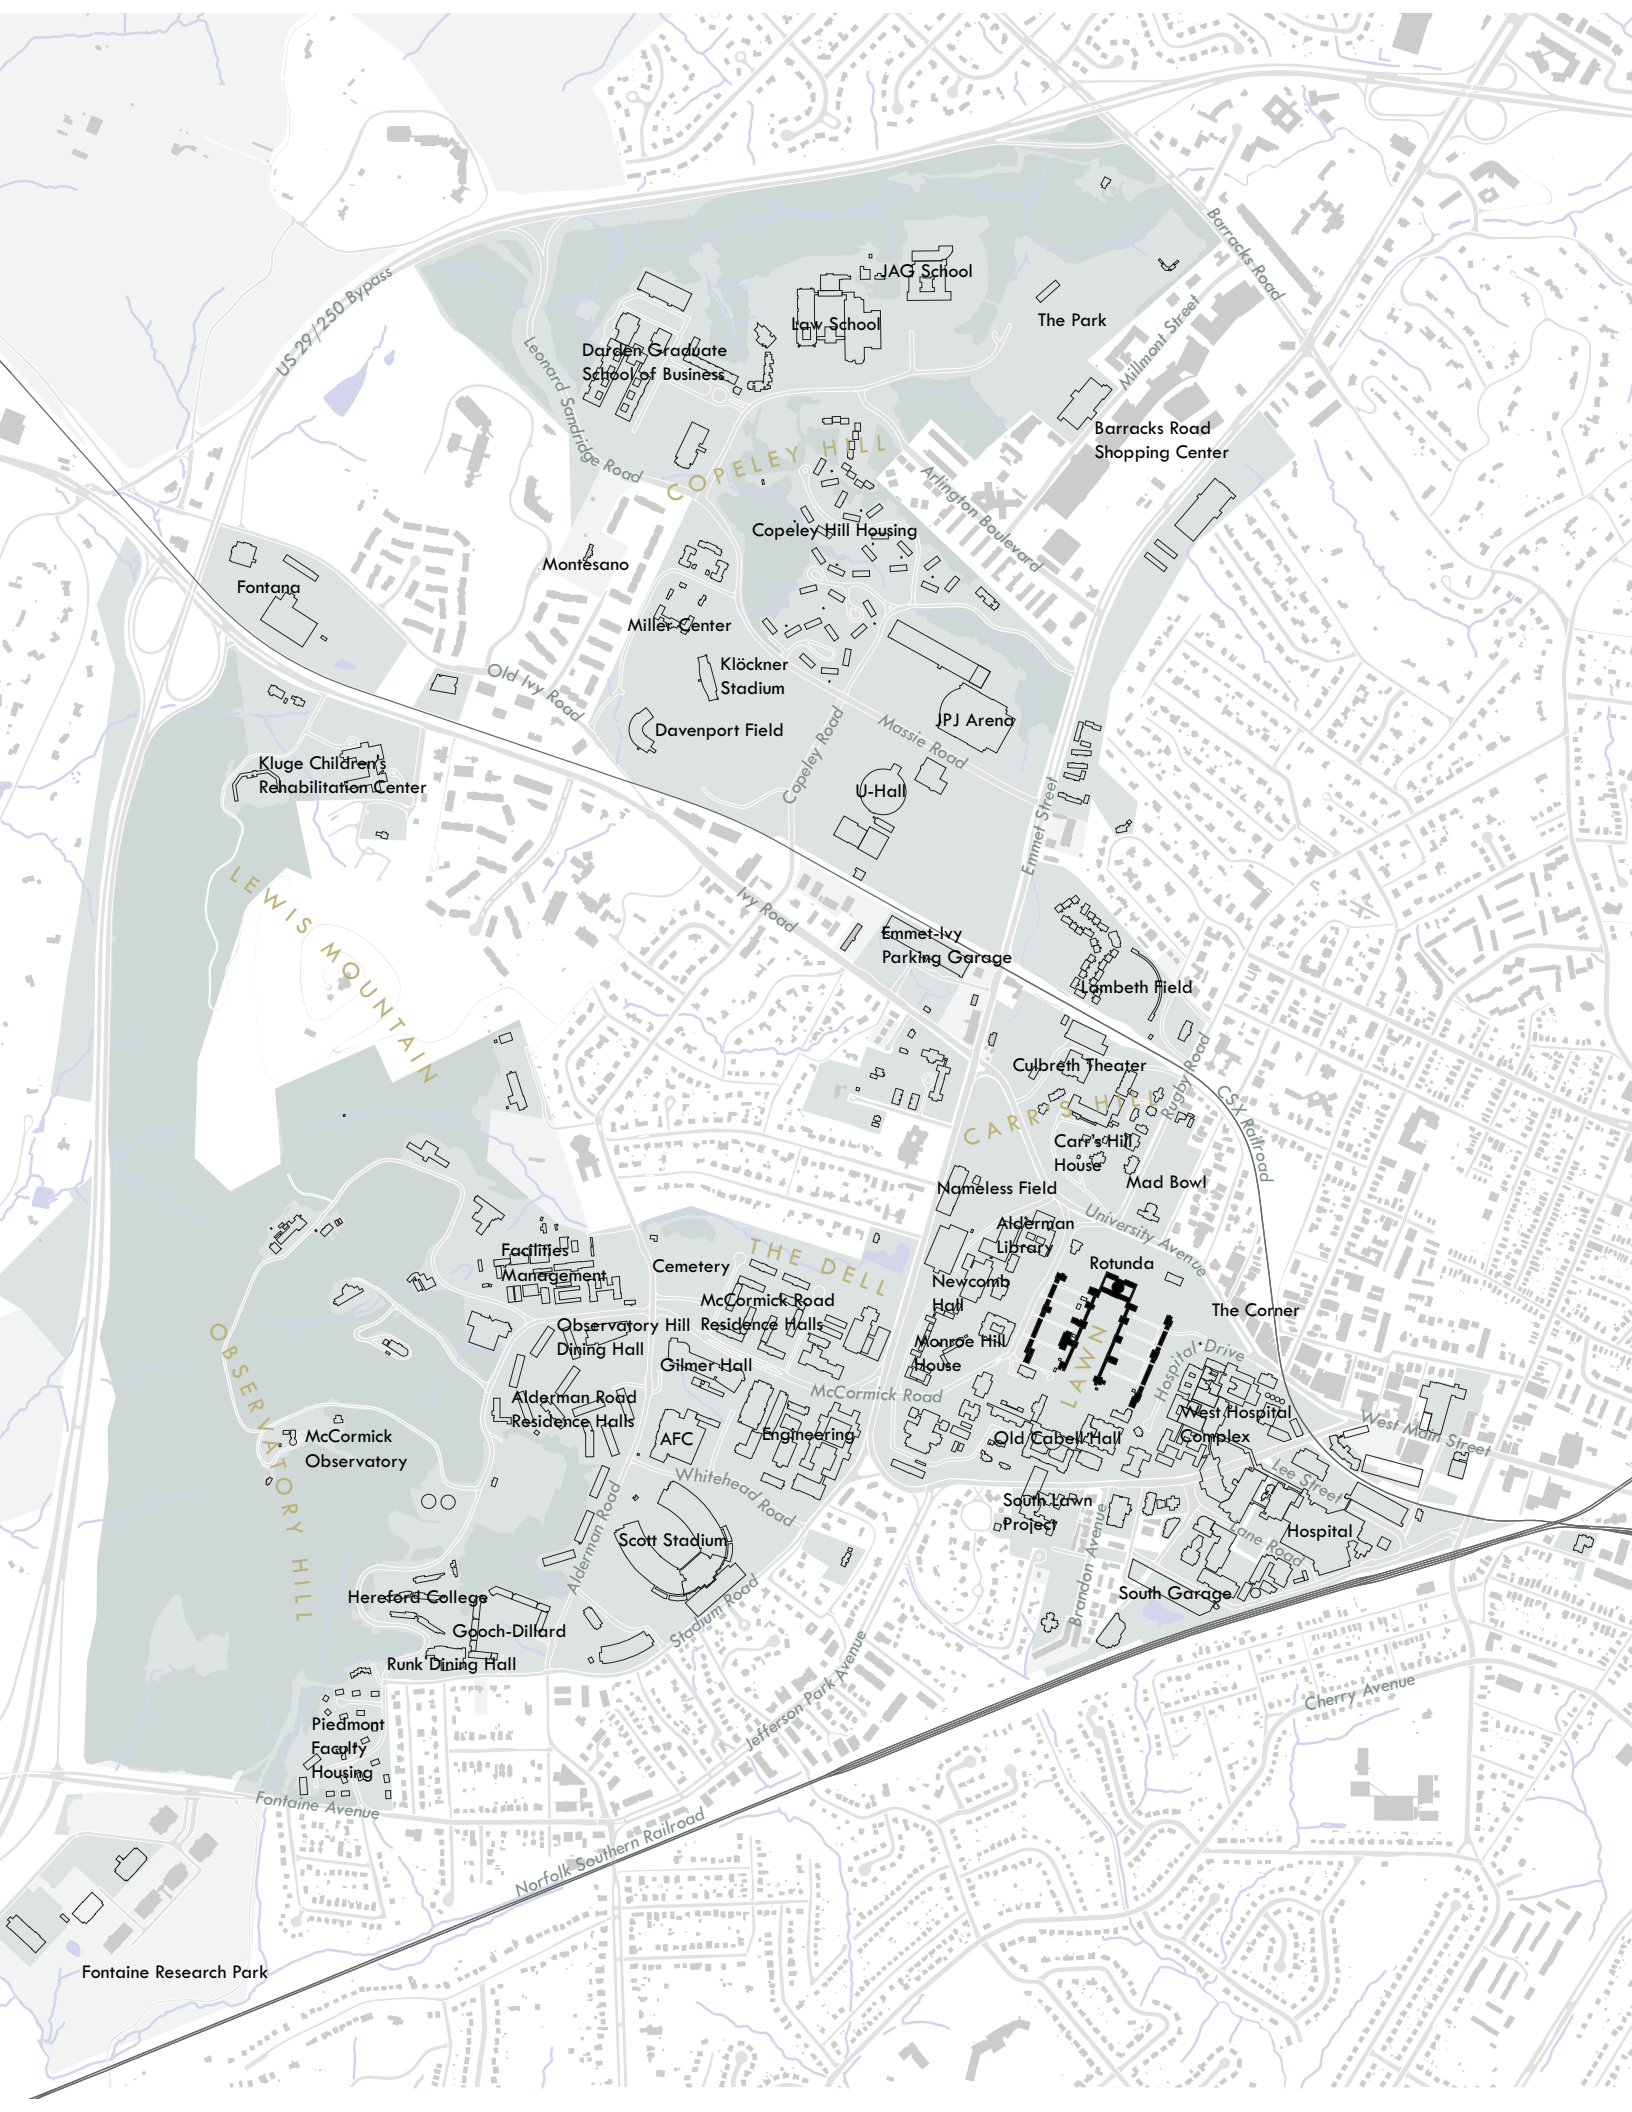 JAG School
Barracks Road
US 29/250 Bypass
Law School
The Park
Millmont Street
Leonard Sandridge Road
Darden Graduate
School of Business
Barracks Road
Shopping Center
COPELEY HILL
Arlington Boulevard
Copeley Hill Housing
Montesano
Fontana
Miller Center
Klöckner
Stadium
Old Ivy Road
Davenport Field
JPJ Arena
Massie Road
Copeley Road
Kluge Children's
Rehabilitation Center
U-Hall
Emmet Street
LEWIS MOUNTAIN
Ivy Road
Emmet-Ivy
Parking Garage
Lambeth Field
Culbreth Theater
Rugby Road
CSX Railroad
CARR'S HILL
Carr's Hill
House
Mad Bowl
Nameless Field
University Avenue
Alderman
Library
Facilities
Management
Cemetery
THE DELL
Rotunda
Newcomb
Hall
McCormick Road
Residence Halls
The Corner
Observatory Hill
Dining Hall
Monroe Hill
House
Gilmer Hall
LAWN
Hospital Drive
McCormick Road
Alderman Road
Residence Halls
OBSERVATORY HILL
McCormick
Observatory
AFC
Engineering
Old Cabell Hall
West Hospital
Complex
West Main Street
Whitehead Road
Lee Street
Alderman Road
South Lawn
Project
Scott Stadium
Brandon Avenue
Lane Road
Hospital
Hereford College
South Garage
Gooch-Dillard
Stadium Road
Runk Dining Hall
Jefferson Park Avenue
Cherry Avenue
Piedmont
Faculty
Housing
Fontaine Avenue
Norfolk Southern Railroad
Fontaine Research Park